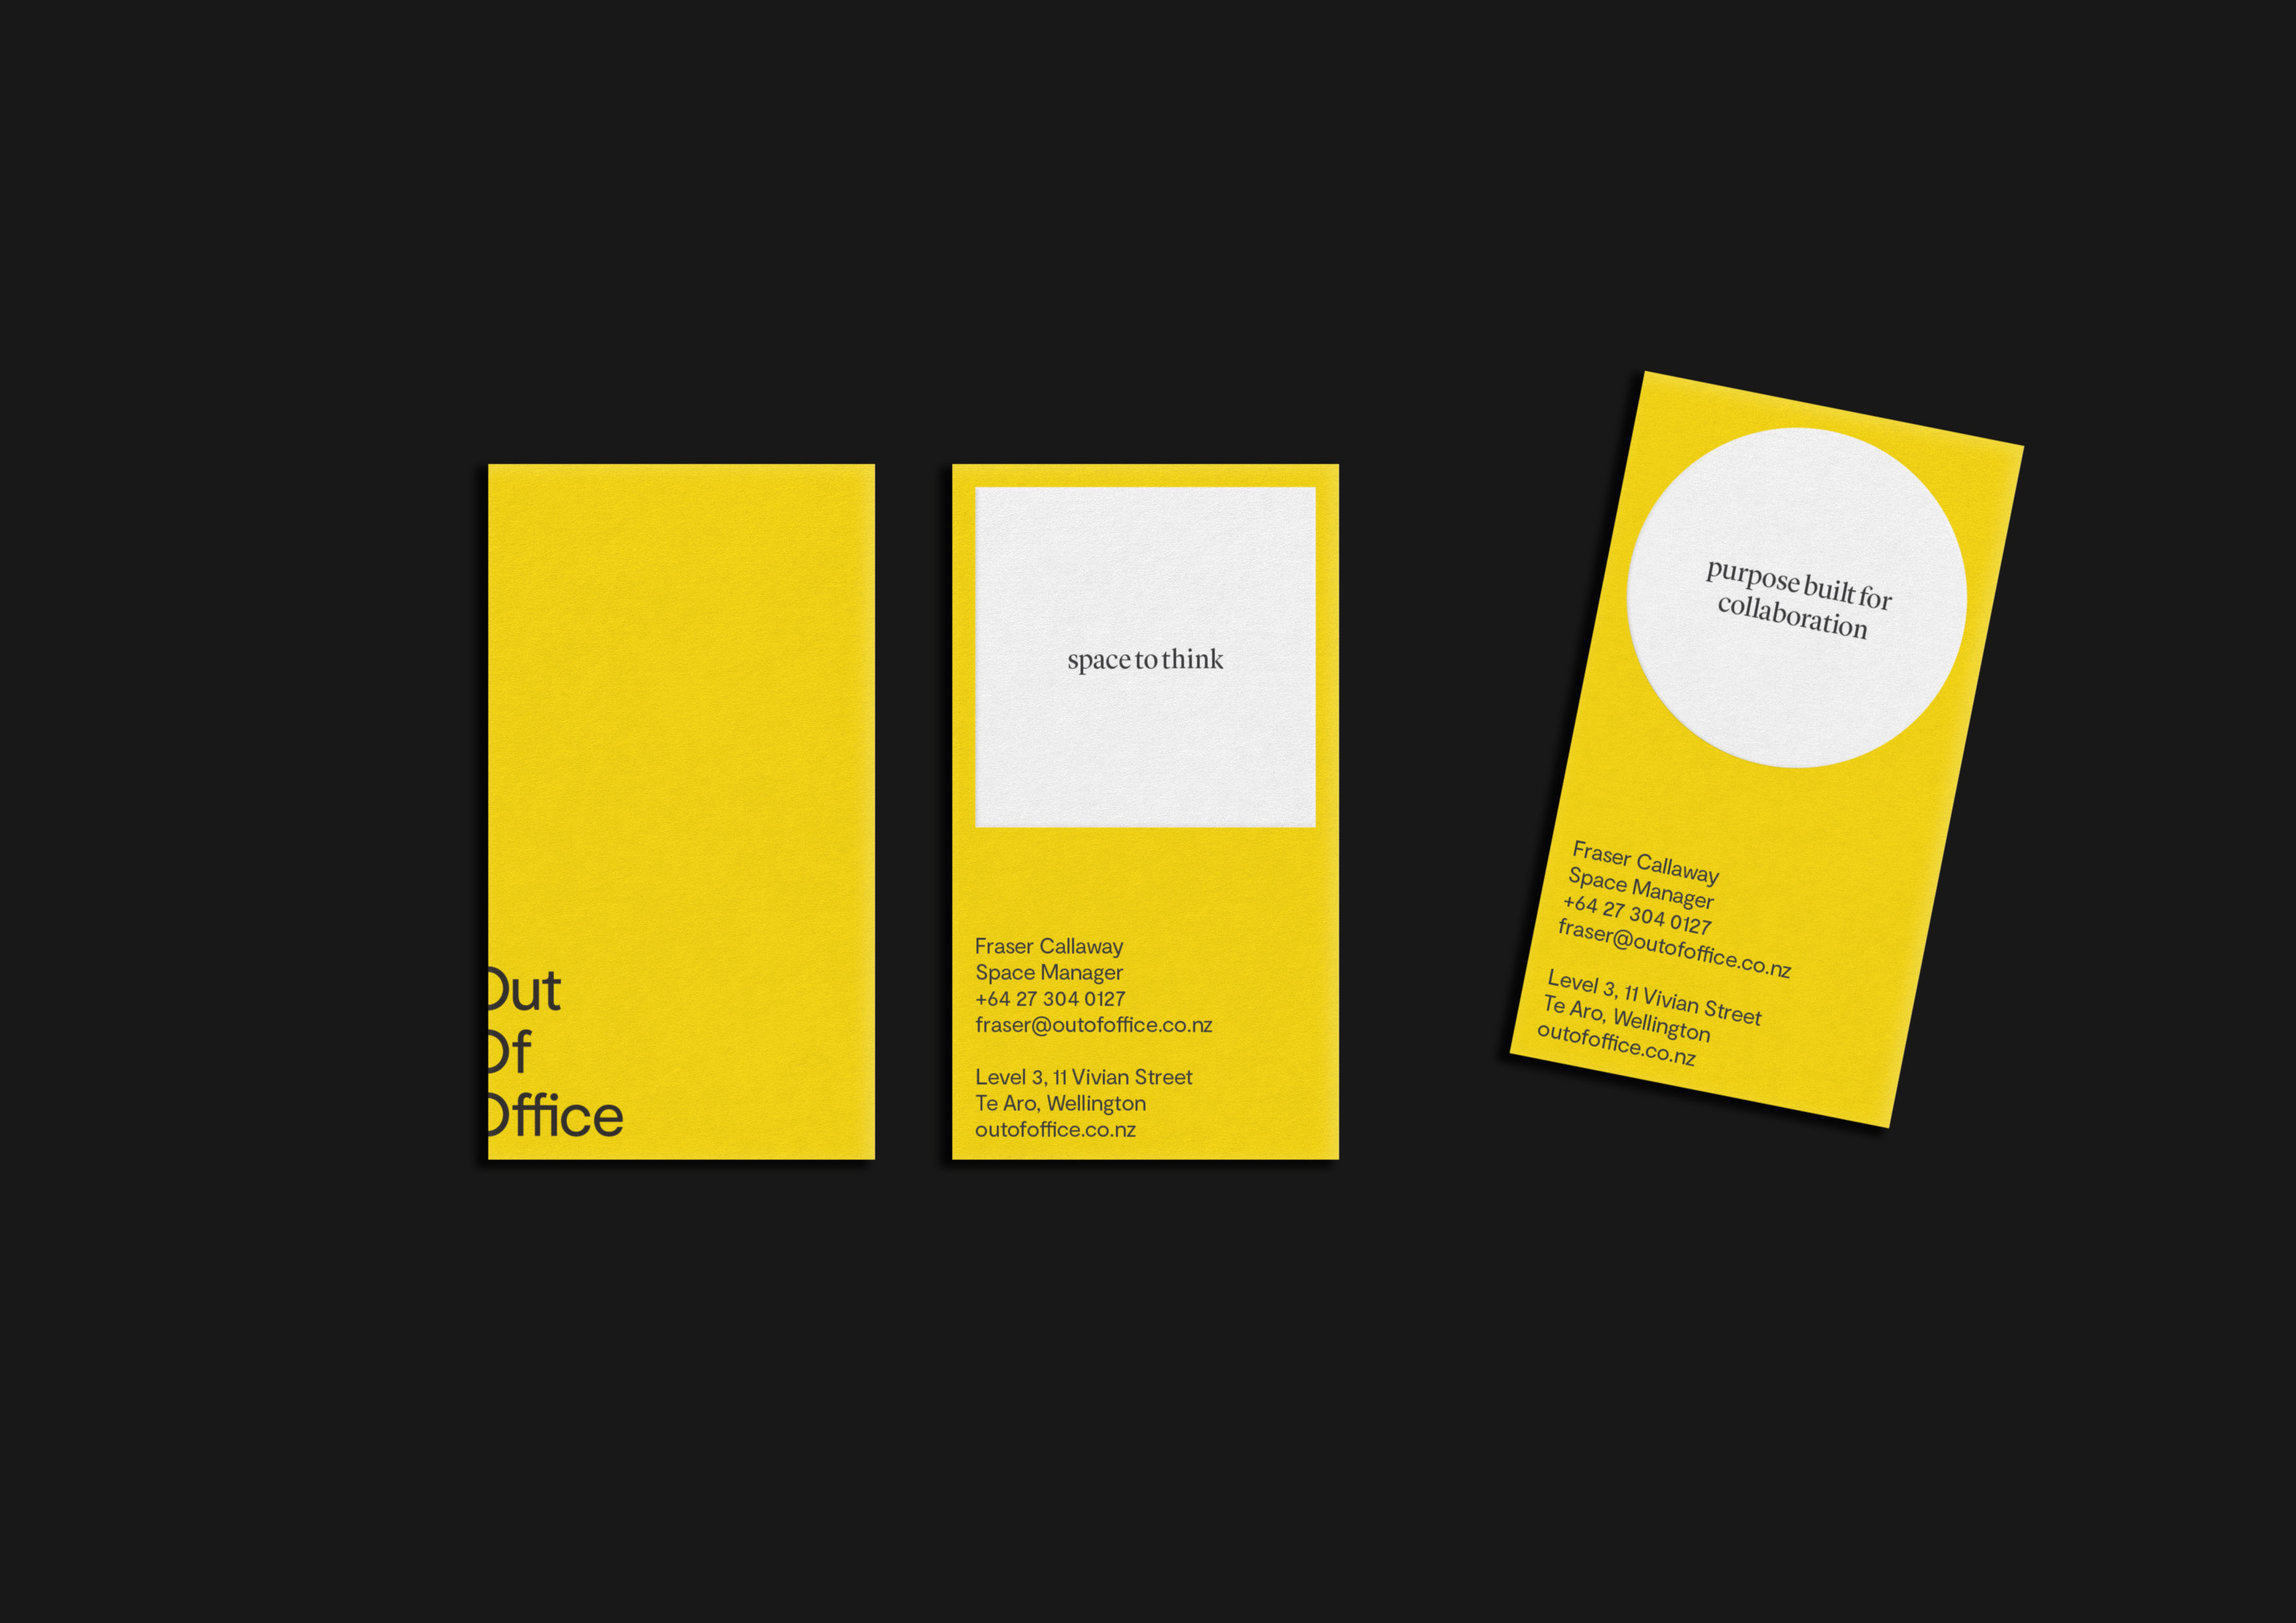 Out
Of
Office
space to think
Fraser Callaway
Space Manager
+64 27 304 0127
fraser@outofoffice.co.nz
Level 3, 11 Vivian Street
Te Aro, Wellington
outofoffice.co.nz
purpose built for
collaboration
Fraser Callaway
Space Manager
+64 27 304 0127
fraser@outofoffice.co.nz
Level 3, 11 Vivian Street
Te Aro, Wellington
outofoffice.co.nz